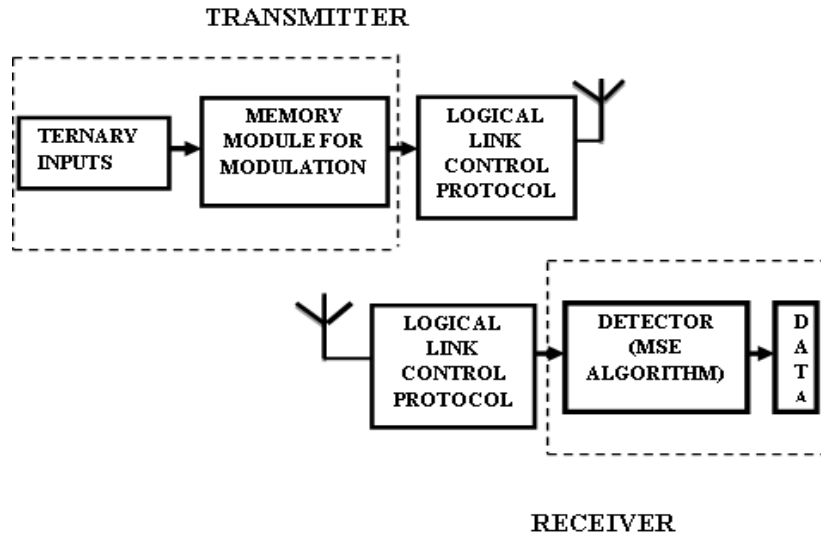 TRANSMITTER
TERNARY
INPUTS
MEMORY
MODULE FOR
MODULATION
LOGICAL
LINK
CONTROL
PROTOCOL
LOGICAL
LINK
CONTROL
PROTOCOL
DETECTOR
(MSE
ALGORITHM)
D
A
T
A
RECEIVER